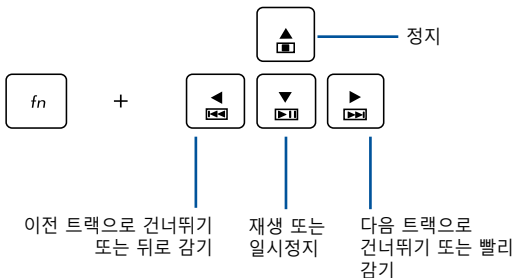 정지
fn
+
이전 트랙으로 건너뛰기
또는 뒤로 감기
재생 또는
일시정지
다음 트랙으로
건너뛰기 또는 빨리
감기